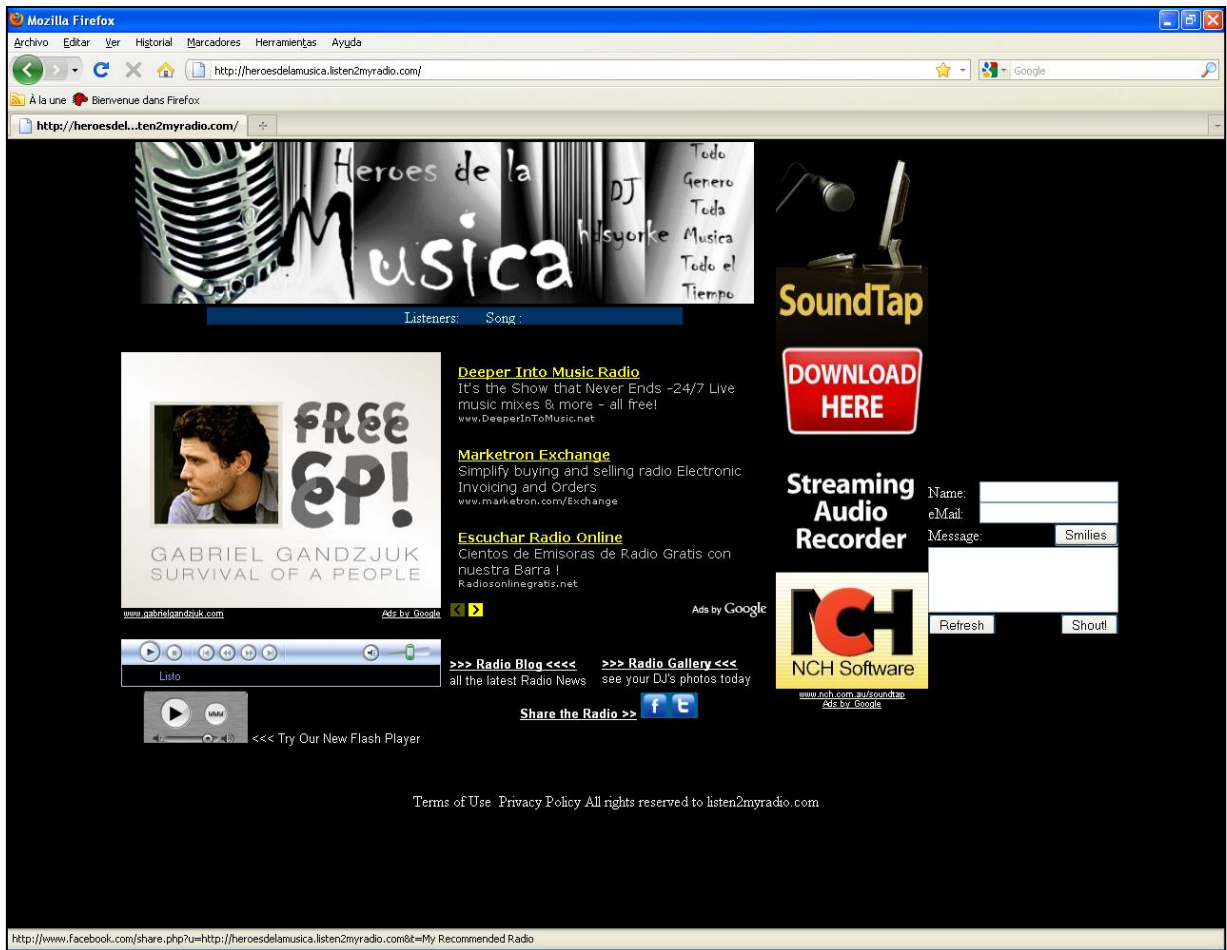 Mozilla Firefox
Archivo Editar Ver Historial Marcadores Herramientas Ayuda
http://heroesdelamusica.listen2myradio.com/
Google
À la une Bienvenue dans Firefox
http://heroesdel...ten2myradio.com/
Heroes de la
Musica
DJ
hdsyorke
Todo
Genero
Toda
Musica
Todo el
Tiempo
Listeners: Song :
FREE
EP!
GABRIEL GANDZJUK
SURVIVAL OF A PEOPLE
www.gabrielgandzjuk.com Ads by Google
Deeper Into Music Radio
It's the Show that Never Ends -24/7 Live
music mixes & more - all free!
www.DeeperInToMusic.net
Marketron Exchange
Simplify buying and selling radio Electronic
Invoicing and Orders
www.marketron.com/Exchange
Escuchar Radio Online
Cientos de Emisoras de Radio Gratis con
nuestra Barra !
Radiosonlinegratis.net
Ads by Google
SoundTap
DOWNLOAD
HERE
Streaming
Audio
Recorder
NCH
NCH Software
www.nch.com.au/soundtap
Ads by Google
Name:
eMail:
Message: Smilies
Refresh Shout!
Listo
www
<<< Try Our New Flash Player
>>> Radio Blog <<<<
all the latest Radio News
>>> Radio Gallery <<<
see your DJ's photos today
Share the Radio >>
Terms of Use Privacy Policy All rights reserved to listen2myradio.com
http://www.facebook.com/share.php?u=http://heroesdelamusica.listen2myradio.com&t=My Recommended Radio